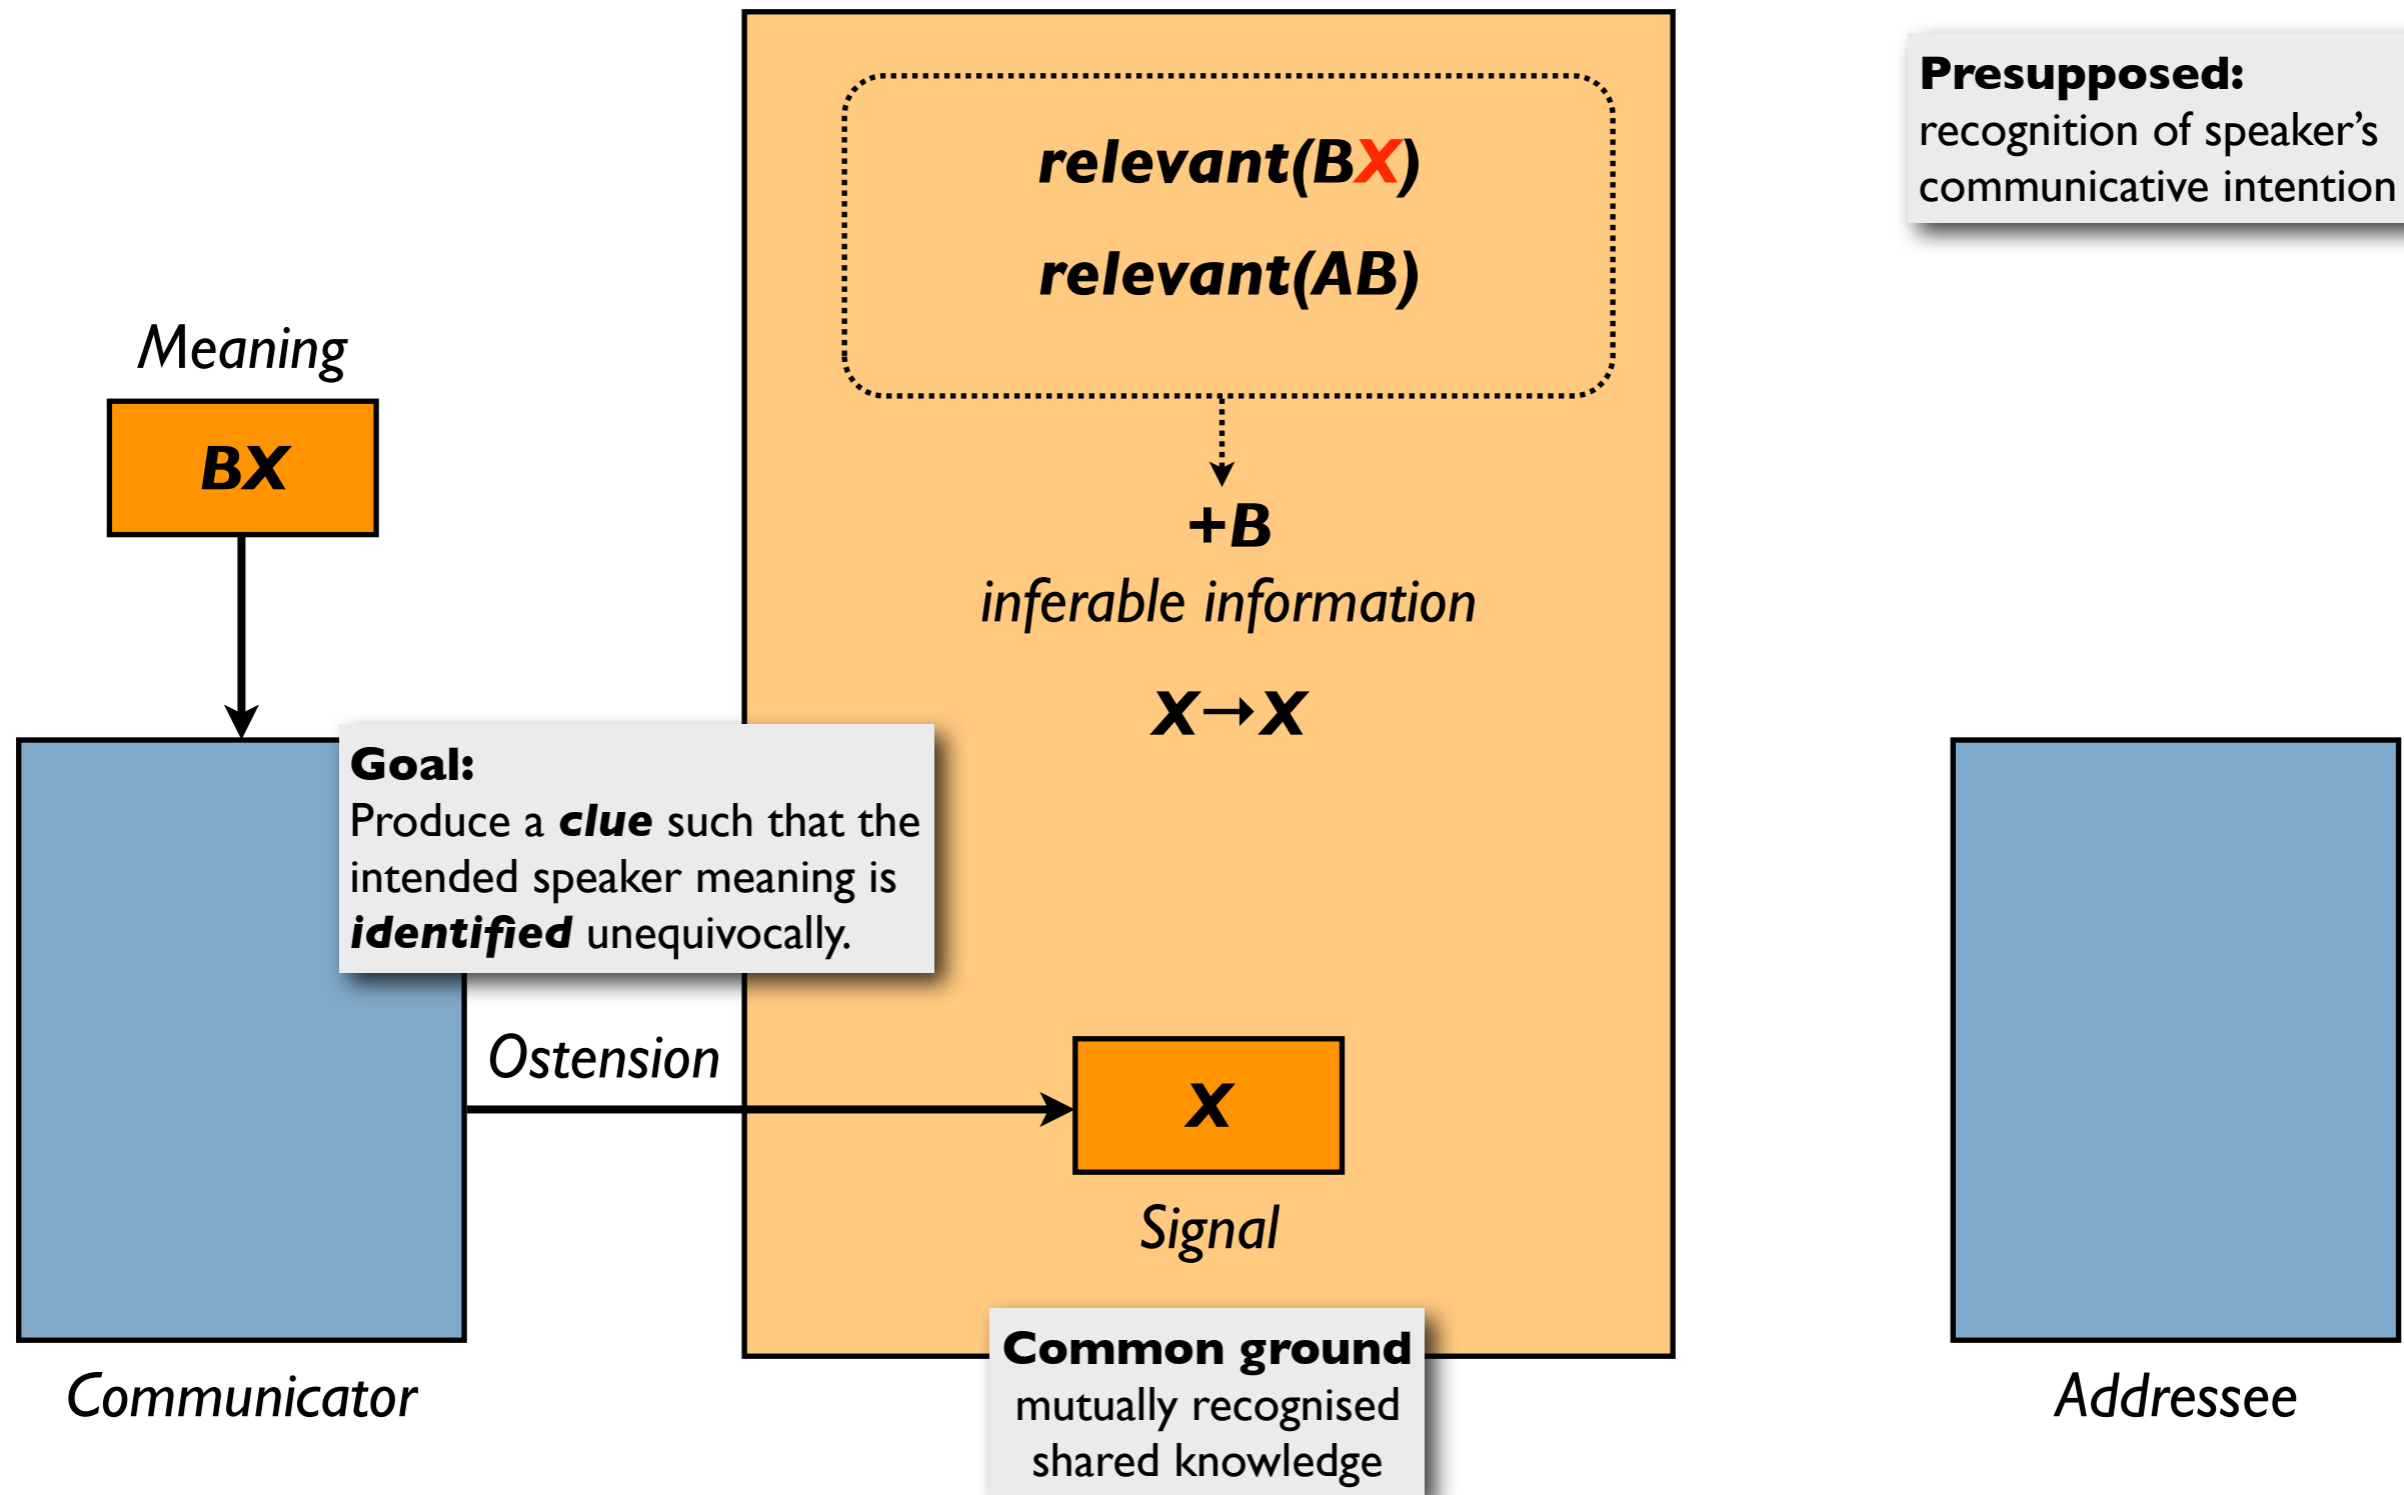 Presupposed:
recognition of speaker’s
communicative intention
relevant(BX)
relevant(AB)
Meaning
BX
+B
inferable information
X→X
Goal:
Produce a clue such that the
intended speaker meaning is
identified unequivocally.
Ostension
X
Signal
Common ground
mutually recognised
shared knowledge
Communicator
Addressee